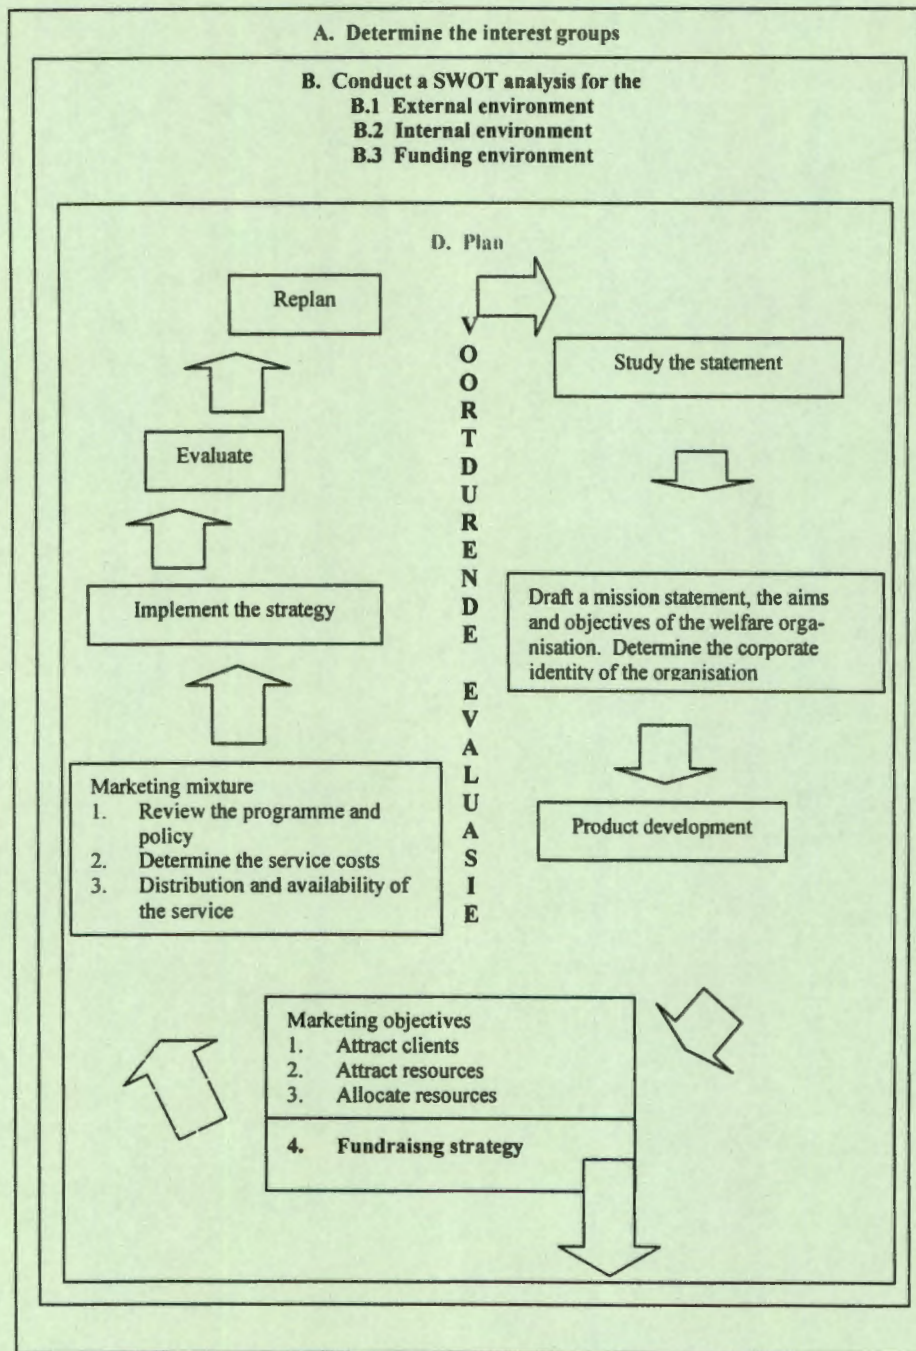 A. Determine the interest groups
B. Conduct a SWOT analysis for the
B.1 External environment
B.2 Internal environment
B.3 Funding environment
D. Plan
Study the statement
Draft a mission statement, the aims
and objectives of the welfare orga-
nisation. Determine the corporate
identity of the organisation
Product development
Marketing objectives
1. Attract clients
2. Attract resources
3. Allocate resources
4. Fundraisng strategy
Marketing mixture
1. Review the programme and
policy
2. Determine the service costs
3. Distribution and availability of
the service
Implement the strategy
Evaluate
Replan
VOORTDURENDE EVALUASIE